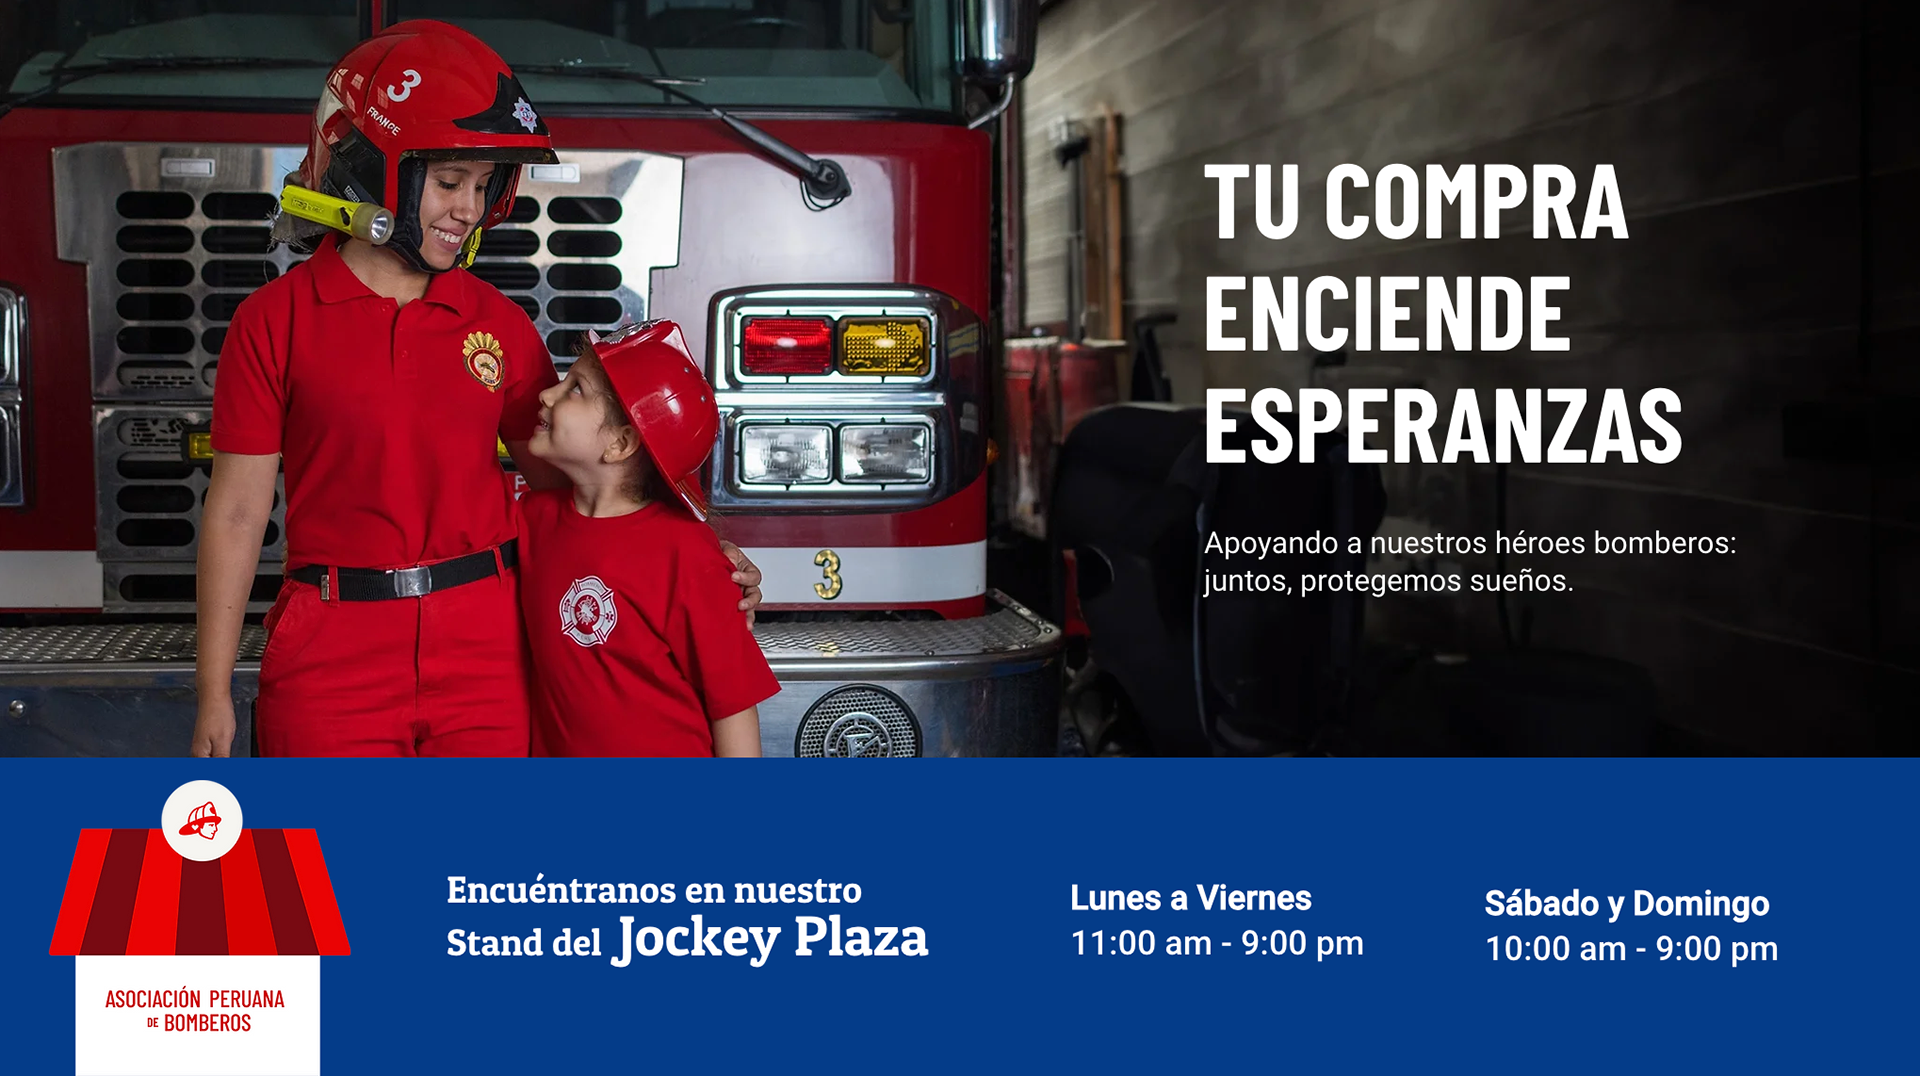 3
FRANCE
3
TU COMPRA
ENCIENDE
ESPERANZAS
Apoyando a nuestros héroes bomberos:
juntos, protegemos sueños.
Encuéntranos en nuestro
Stand del Jockey Plaza
Lunes a Viernes
11:00 am - 9:00 pm
Sábado y Domingo
10:00 am - 9:00 pm
ASOCIACIÓN PERUANA
DE BOMBEROS